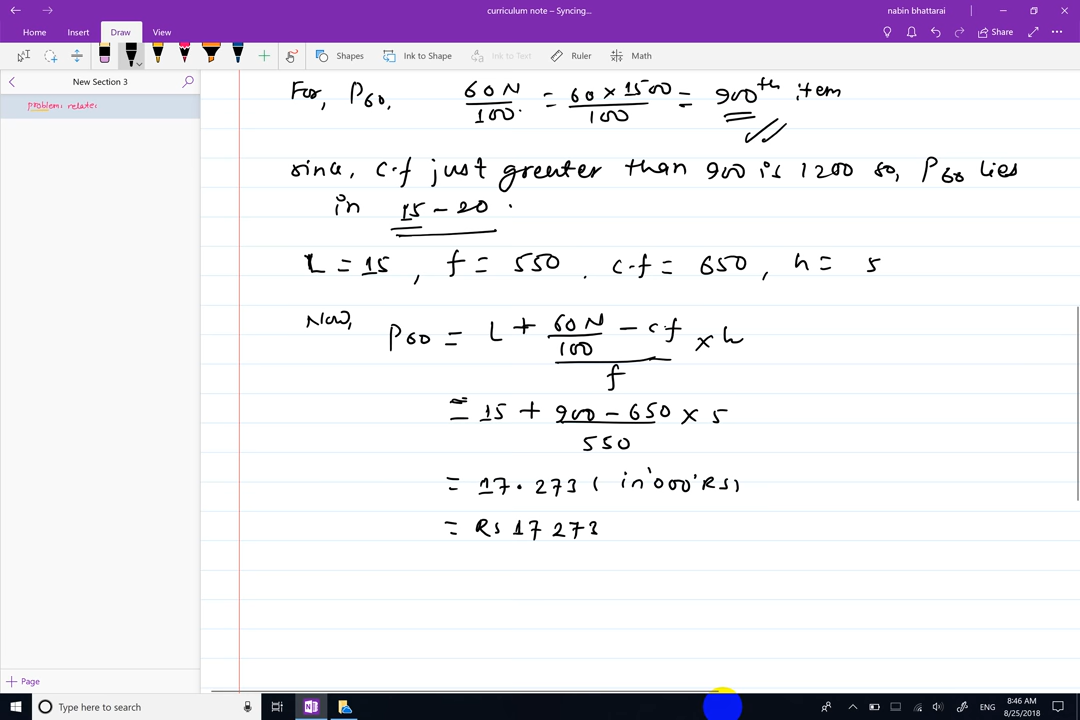 curriculum note – Syncing...
nabin bhattarai
Home Insert Draw View
Share
Shapes Ink to Shape Ink to Text Ruler Math
New Section 3
problems relatec
For, P60, 60N/100 = 60 × 1500/100 = 900th item
since, c.f just greater than 900 is 1200 so, P60 lies
in 15 – 20.
L = 15, f = 550, c.f = 650, h = 5
Now,
P60 = L + (60N/100 – cf)/f × h
= 15 + (900 – 650)/550 × 5
= 17.273 ( in '000' RS)
= Rs 17273
+ Page
Type here to search
ENG
8:46 AM
8/25/2018